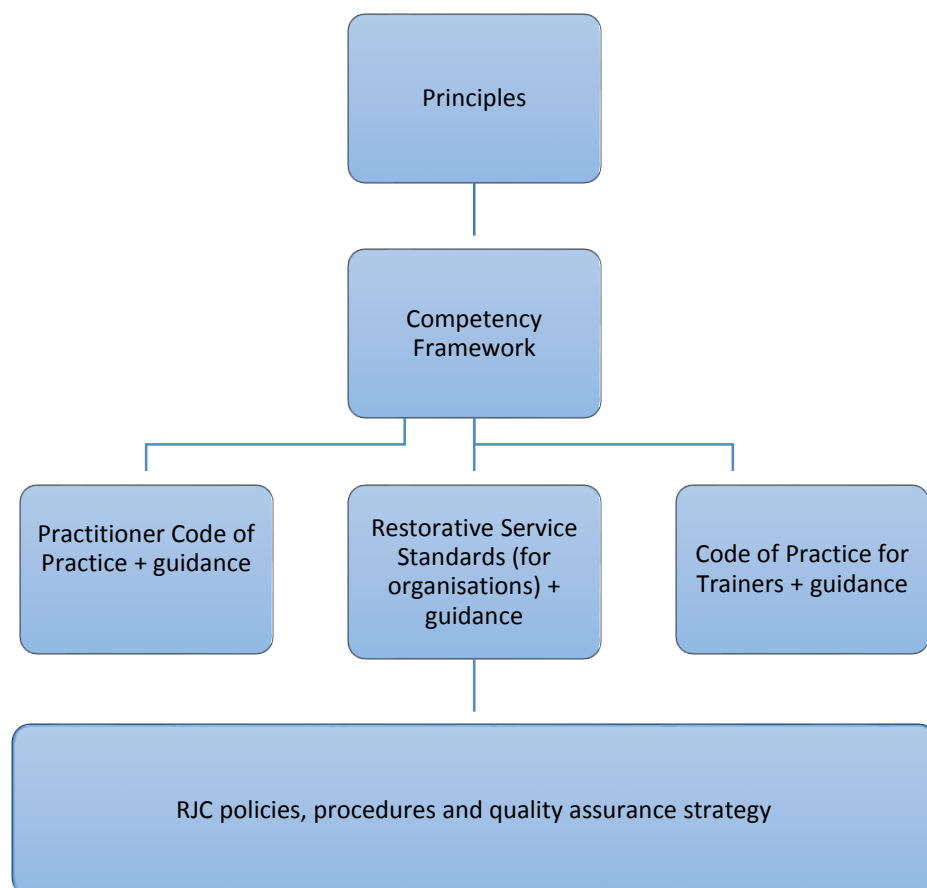 Principles
Competency
Framework
Practitioner Code of
Practice + guidance
Restorative Service
Standards (for
organisations) +
guidance
Code of Practice for
Trainers + guidance
RJC policies, procedures and quality assurance strategy